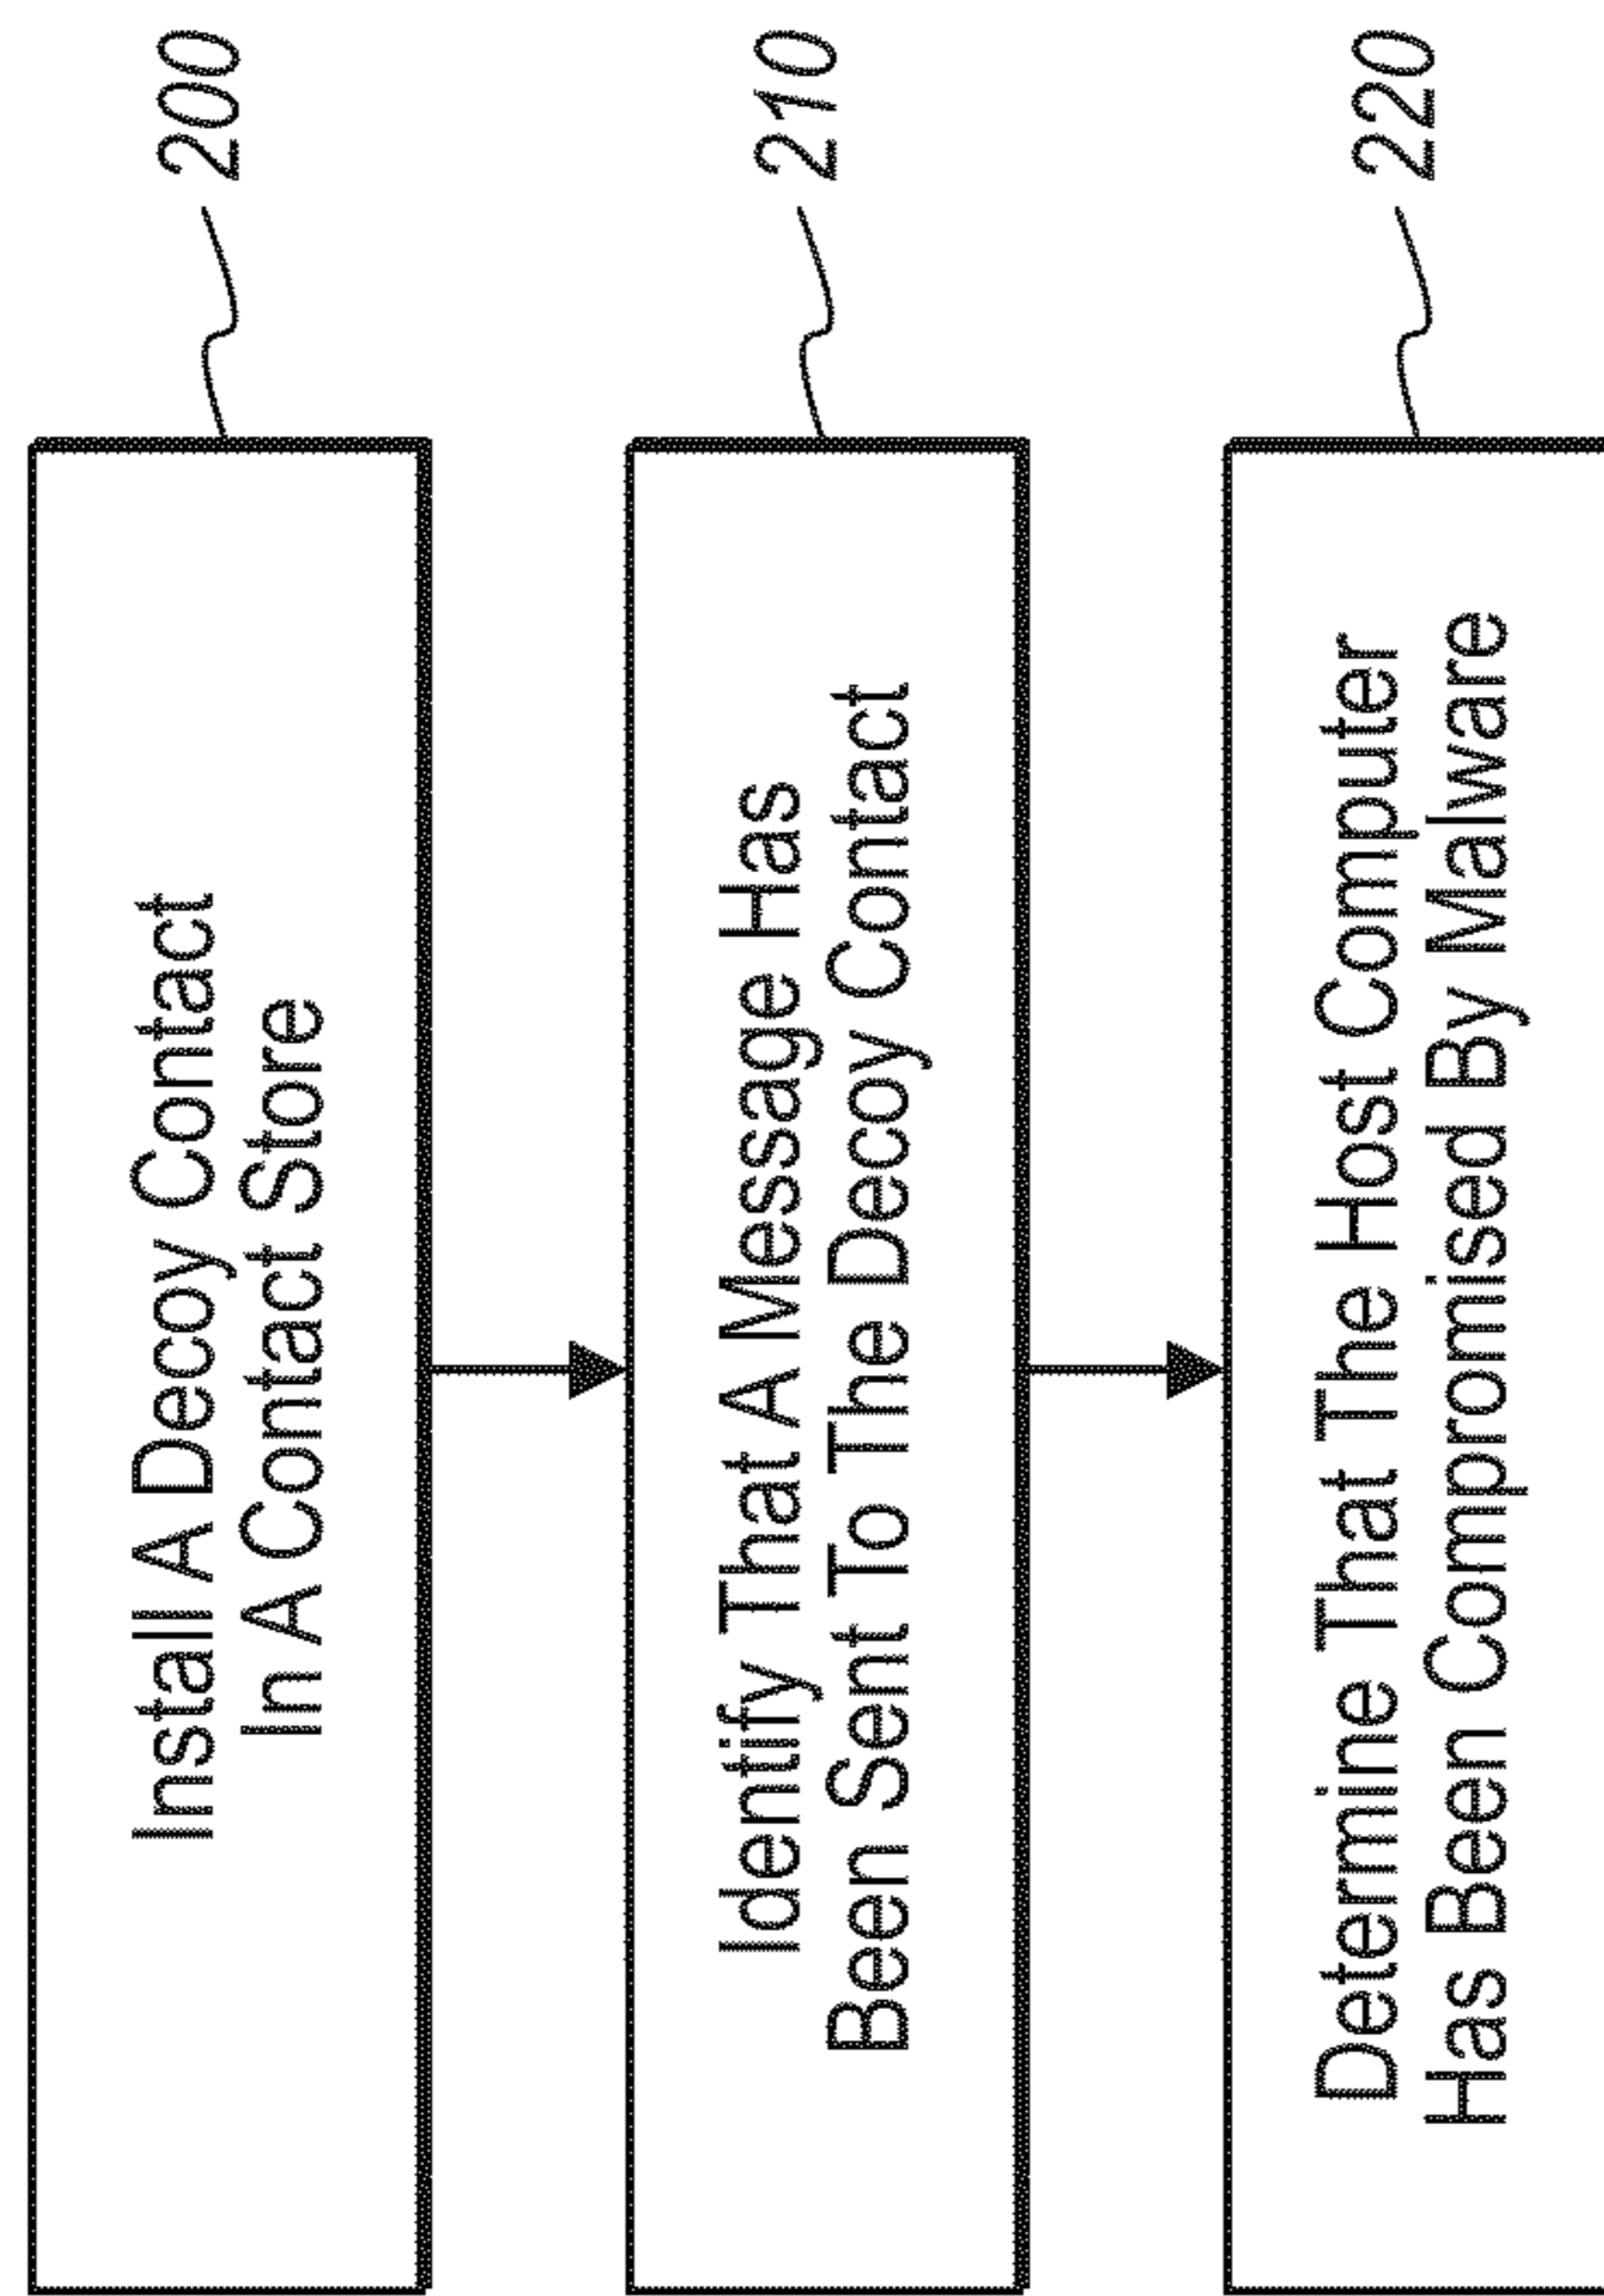 200
Install A Decoy Contact
In A Contact Store
210
Identify That A Message Has
Been Sent To The Decoy Contact
220
Determine That The Host Computer
Has Been Compromised By Malware